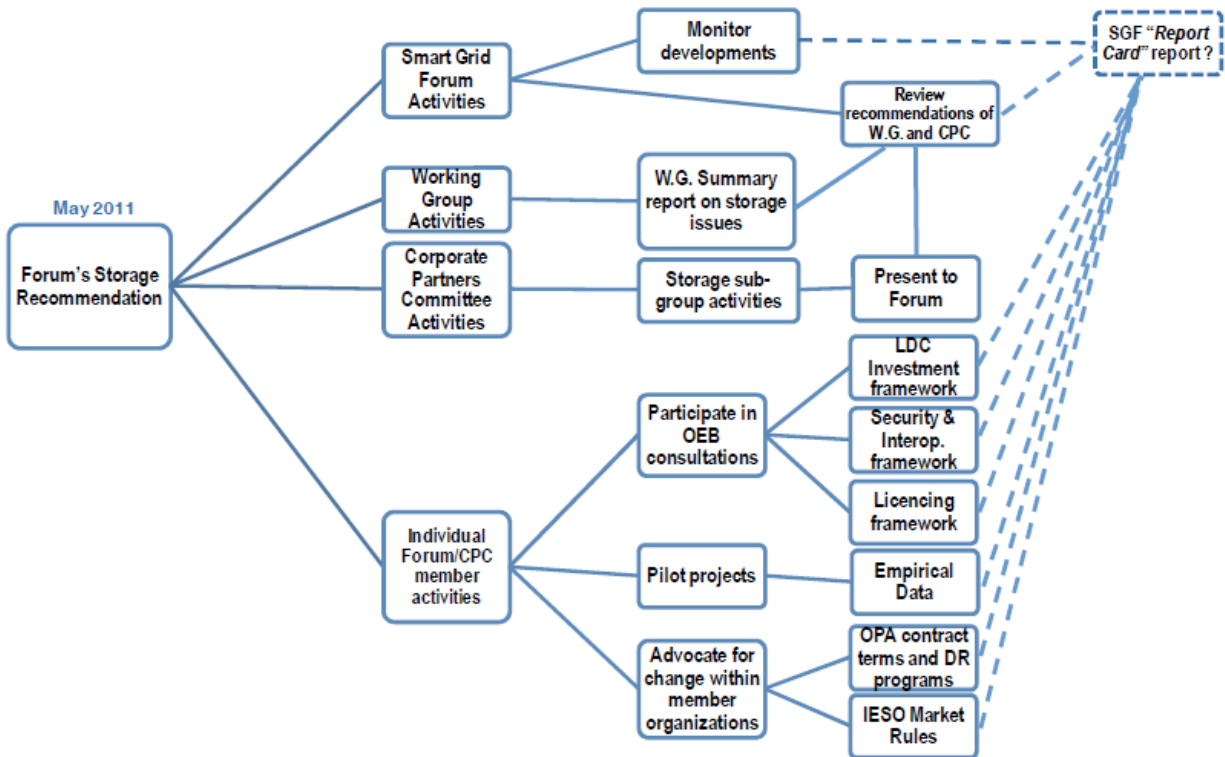 May 2011
Forum's Storage
Recommendation
Smart Grid
Forum
Activities
Working
Group
Activities
Corporate
Partners
Committee
Activities
Individual
Forum/CPC
member
activities
Monitor
developments
W.G. Summary
report on storage
issues
Storage sub-
group activities
Participate in
OEB
consultations
Pilot projects
Advocate for
change within
member
organizations
Review
recommendations of
W.G. and CPC
Present to
Forum
LDC
Investment
framework
Security &
Interop.
framework
Licencing
framework
Empirical
Data
OPA contract
terms and DR
programs
IESO Market
Rules
SGF “Report
Card” report ?